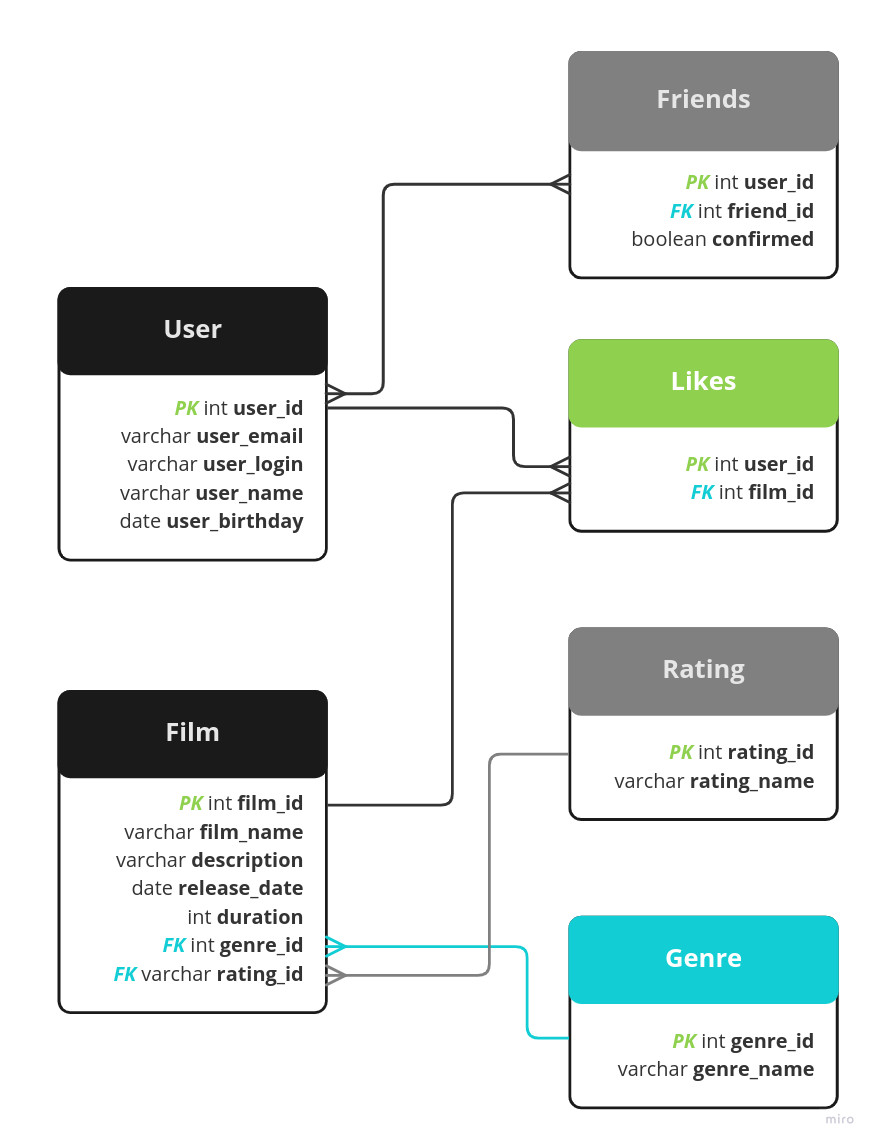 Friends
PK int user_id
FK int friend_id
boolean confirmed
User
PK int user_id
varchar user_email
varchar user_login
varchar user_name
date user_birthday
Likes
PK int user_id
FK int film_id
Film
PK int film_id
varchar film_name
varchar description
date release_date
int duration
FK int genre_id
FK varchar rating_id
Rating
PK int rating_id
varchar rating_name
Genre
PK int genre_id
varchar genre_name
miro